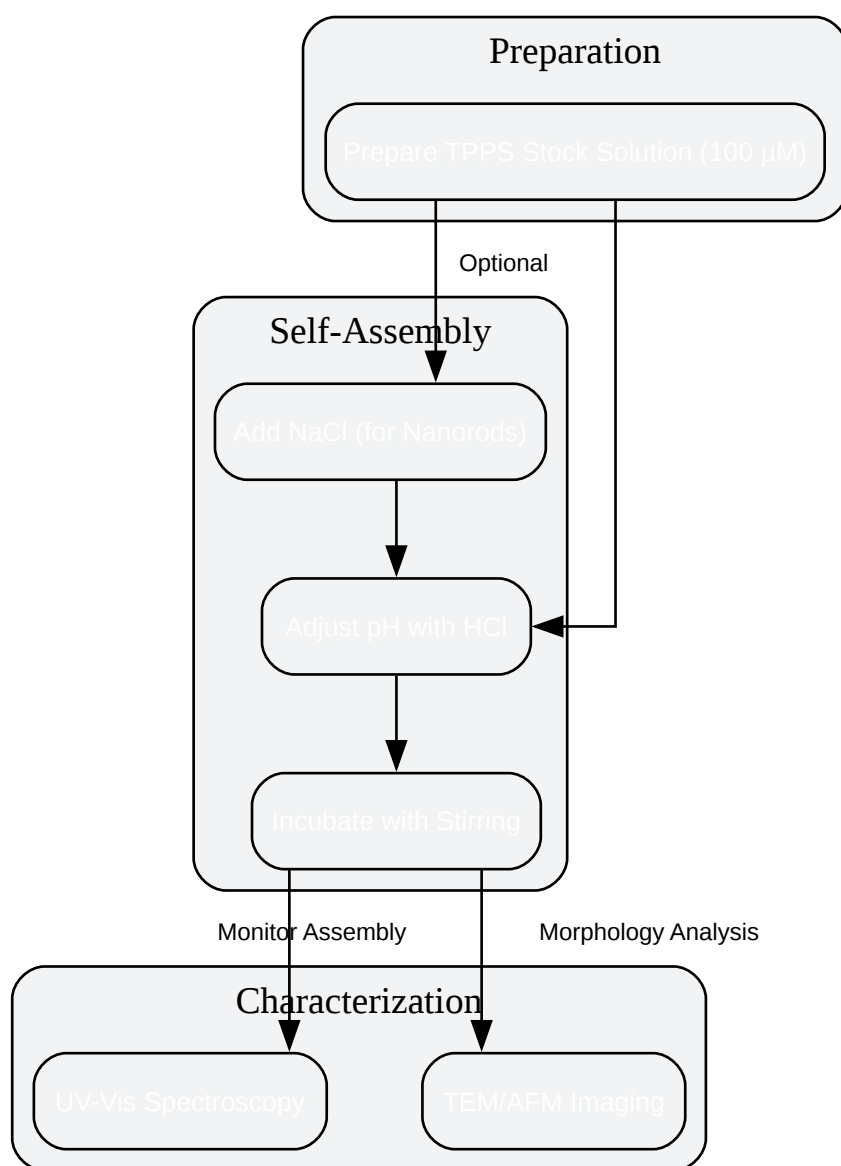 Preparation
Prepare TPPS Stock Solution (100 µM)
Optional
Self-Assembly
Add NaCl (for Nanorods)
Adjust pH with HCl
Incubate with Stirring
Monitor Assembly
Morphology Analysis
Characterization
UV-Vis Spectroscopy
TEM/AFM Imaging